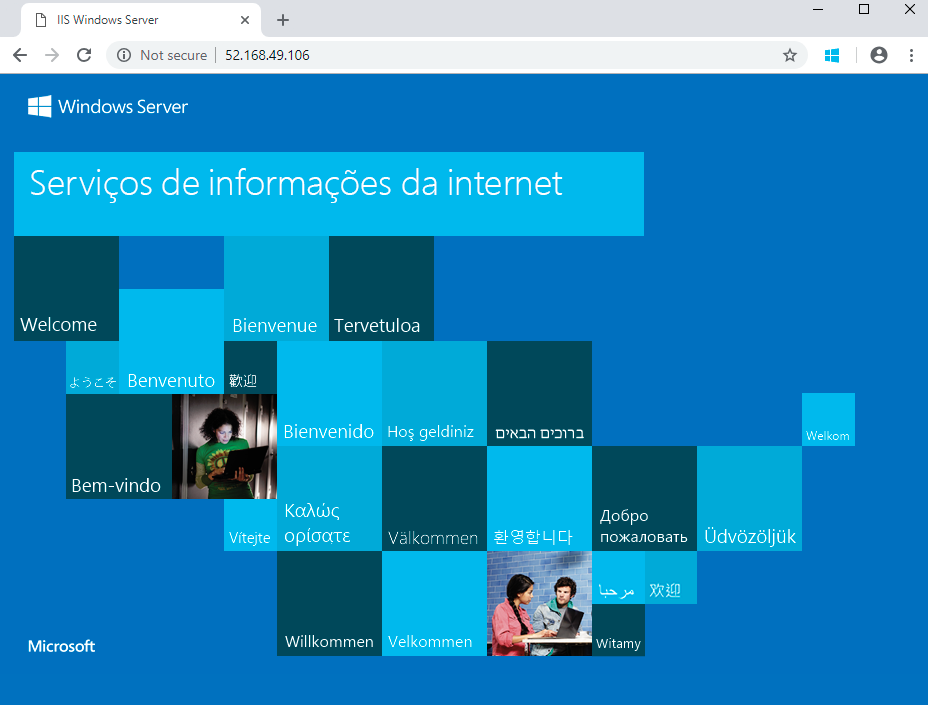 IIS Windows Server
Not secure
52.168.49.106
Windows Server
Serviços de informações da internet
Welcome
Bienvenue
Tervetuloa
ようこそ
Benvenuto
歡迎
Bienvenido
Hoş geldiniz
ברוכים הבאים
Welkom
Bem-vindo
Vítejte
Καλώς
ορίσατε
Välkommen
환영합니다
Добро
пожаловать
Üdvözöljük
مرحبا
欢迎
Willkommen
Velkommen
Witamy
Microsoft